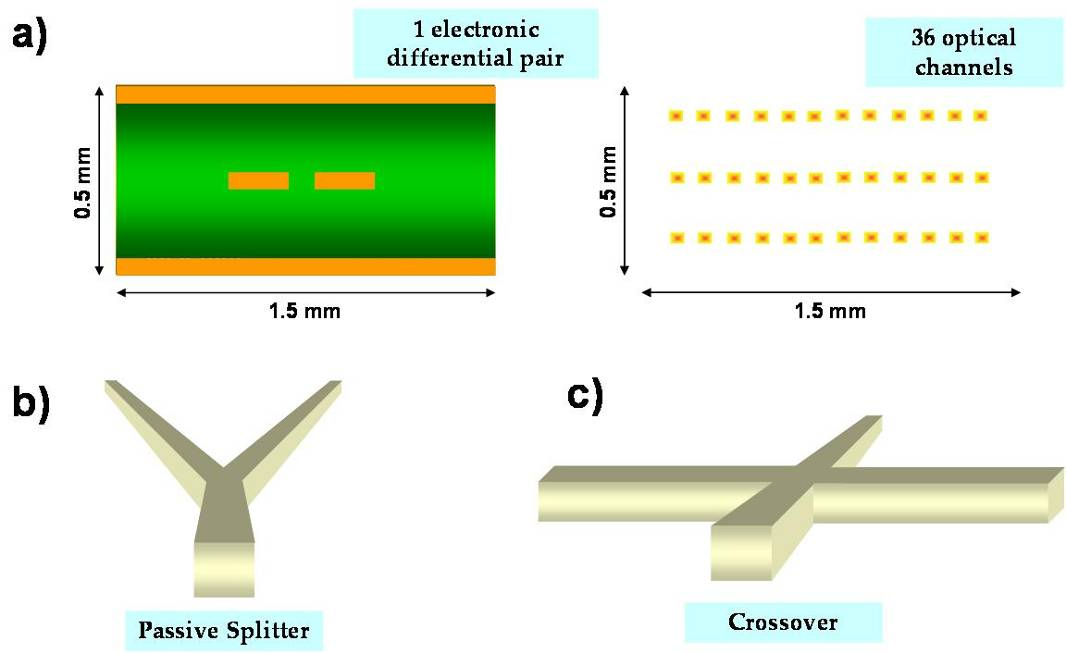 a)
1 electronic
differential pair
36 optical
channels
0.5 mm
1.5 mm
0.5 mm
1.5 mm
b)
Passive Splitter
c)
Crossover